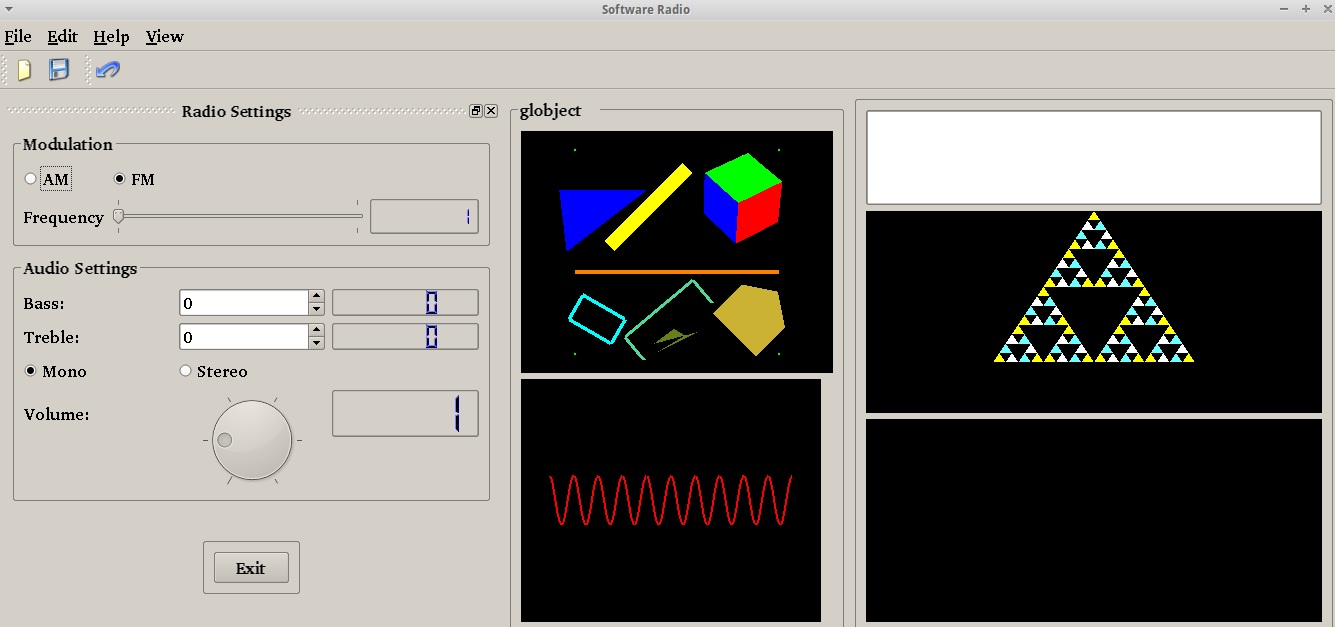 Software Radio
File Edit Help View
Radio Settings
Modulation
AM FM
Frequency 1
Audio Settings
Bass: 0 0
Treble: 0 0
Mono Stereo
Volume: 1
Exit
globject